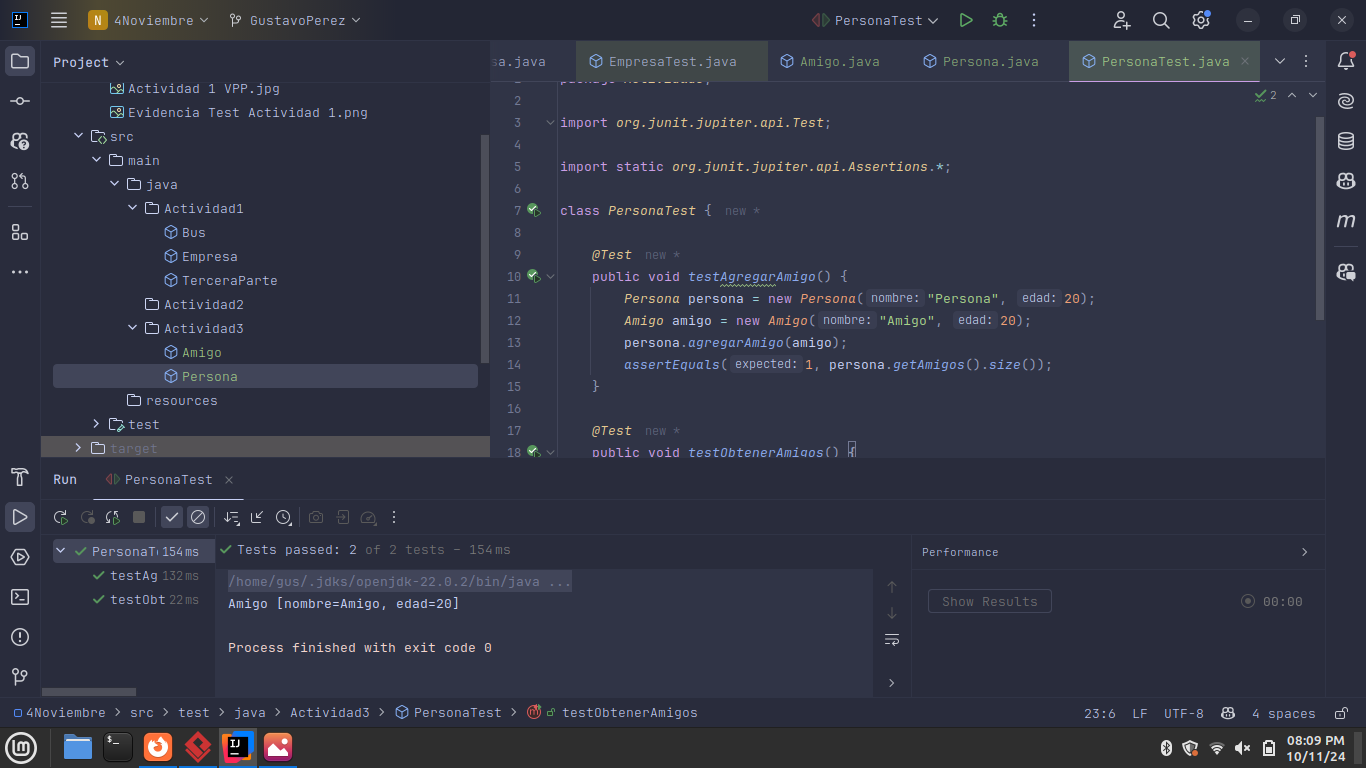 N 4Noviembre GustavoPerez PersonaTest
Project
sa.java EmpresaTest.java Amigo.java Persona.java PersonaTest.java
Actividad 1 VPP.jpg
Evidencia Test Actividad 1.png
src
main
java
Actividad1
Bus
Empresa
TerceraParte
Actividad2
Actividad3
Amigo
Persona
resources
test
target
2
2
3 import org.junit.jupiter.api.Test;
4
5 import static org.junit.jupiter.api.Assertions.*;
6
7 class PersonaTest { new *
8
9 @Test new *
10 public void testAgregarAmigo() {
11 Persona persona = new Persona( nombre: "Persona", edad: 20);
12 Amigo amigo = new Amigo( nombre: "Amigo", edad: 20);
13 persona.agregarAmigo(amigo);
14 assertEquals( expected: 1, persona.getAmigos().size());
15 }
16
17 @Test new *
18 public void testObtenerAmigos() {
Run PersonaTest
PersonaT 154 ms
testAg 132 ms
testObt 22 ms
Tests passed: 2 of 2 tests – 154 ms
/home/gus/.jdks/openjdk-22.0.2/bin/java ...
Amigo [nombre=Amigo, edad=20]
Process finished with exit code 0
Performance
Show Results 00:00
4Noviembre > src > test > java > Actividad3 > PersonaTest > testObtenerAmigos
23:6 LF UTF-8 4 spaces
08:09 PM
10/11/24